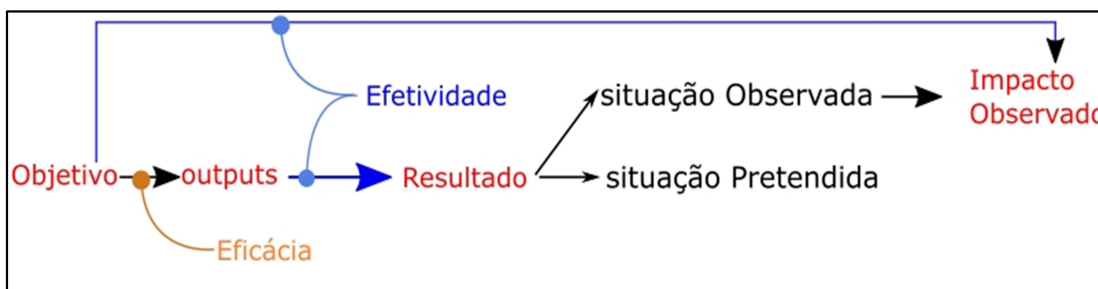 Efetividade
situação Observada
Impacto
Observado
Objetivo
outputs
Resultado
situação Pretendida
Eficácia